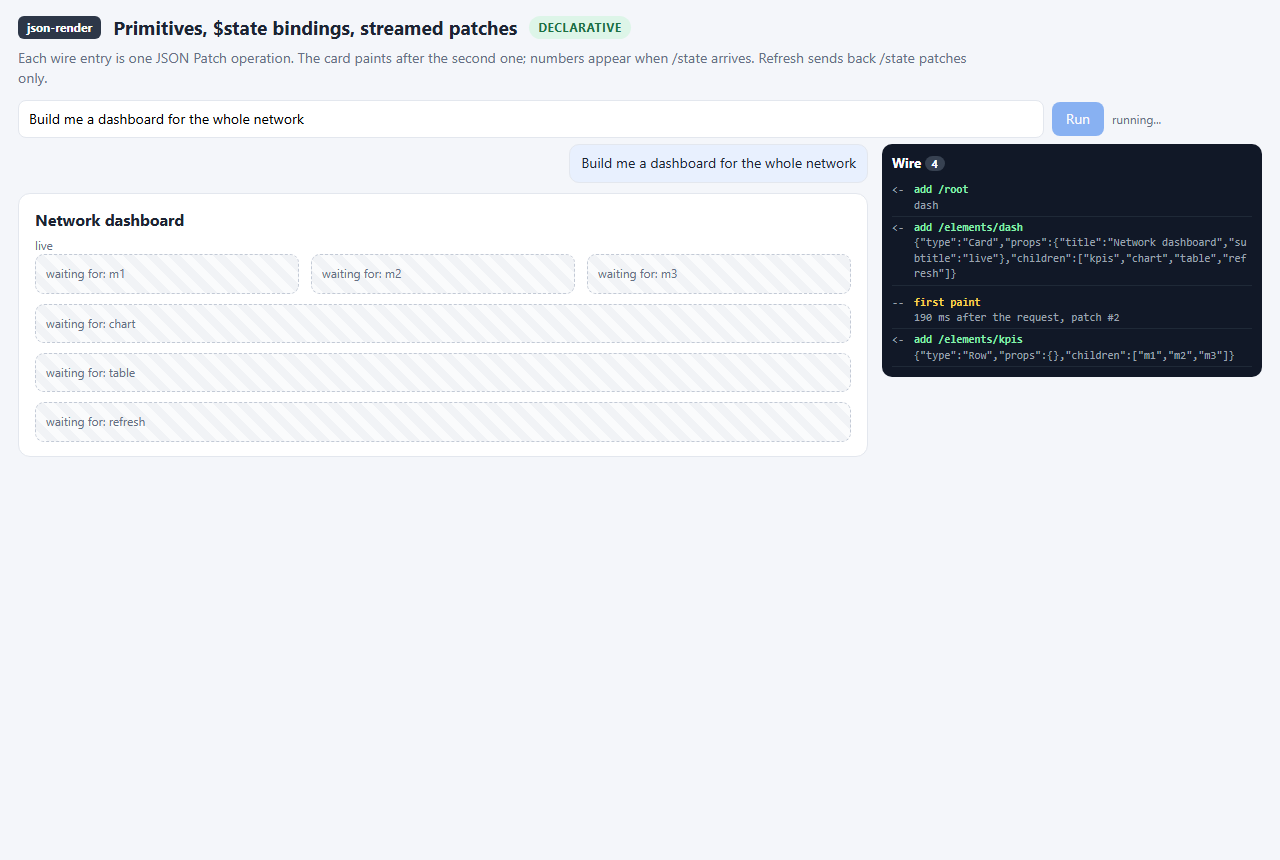 json-render Primitives, $state bindings, streamed patches DECLARATIVE
Each wire entry is one JSON Patch operation. The card paints after the second one; numbers appear when /state arrives. Refresh sends back /state patches
only.
Build me a dashboard for the whole network Run running...
Build me a dashboard for the whole network
Network dashboard
live
waiting for: m1 waiting for: m2 waiting for: m3
waiting for: chart
waiting for: table
waiting for: refresh
Wire 4
<- add /root
dash
<- add /elements/dash
{"type":"Card","props":{"title":"Network dashboard","su
btitle":"live"},"children":["kpis","chart","table","ref
resh"]}
-- first paint
190 ms after the request, patch #2
<- add /elements/kpis
{"type":"Row","props":{},"children":["m1","m2","m3"]}